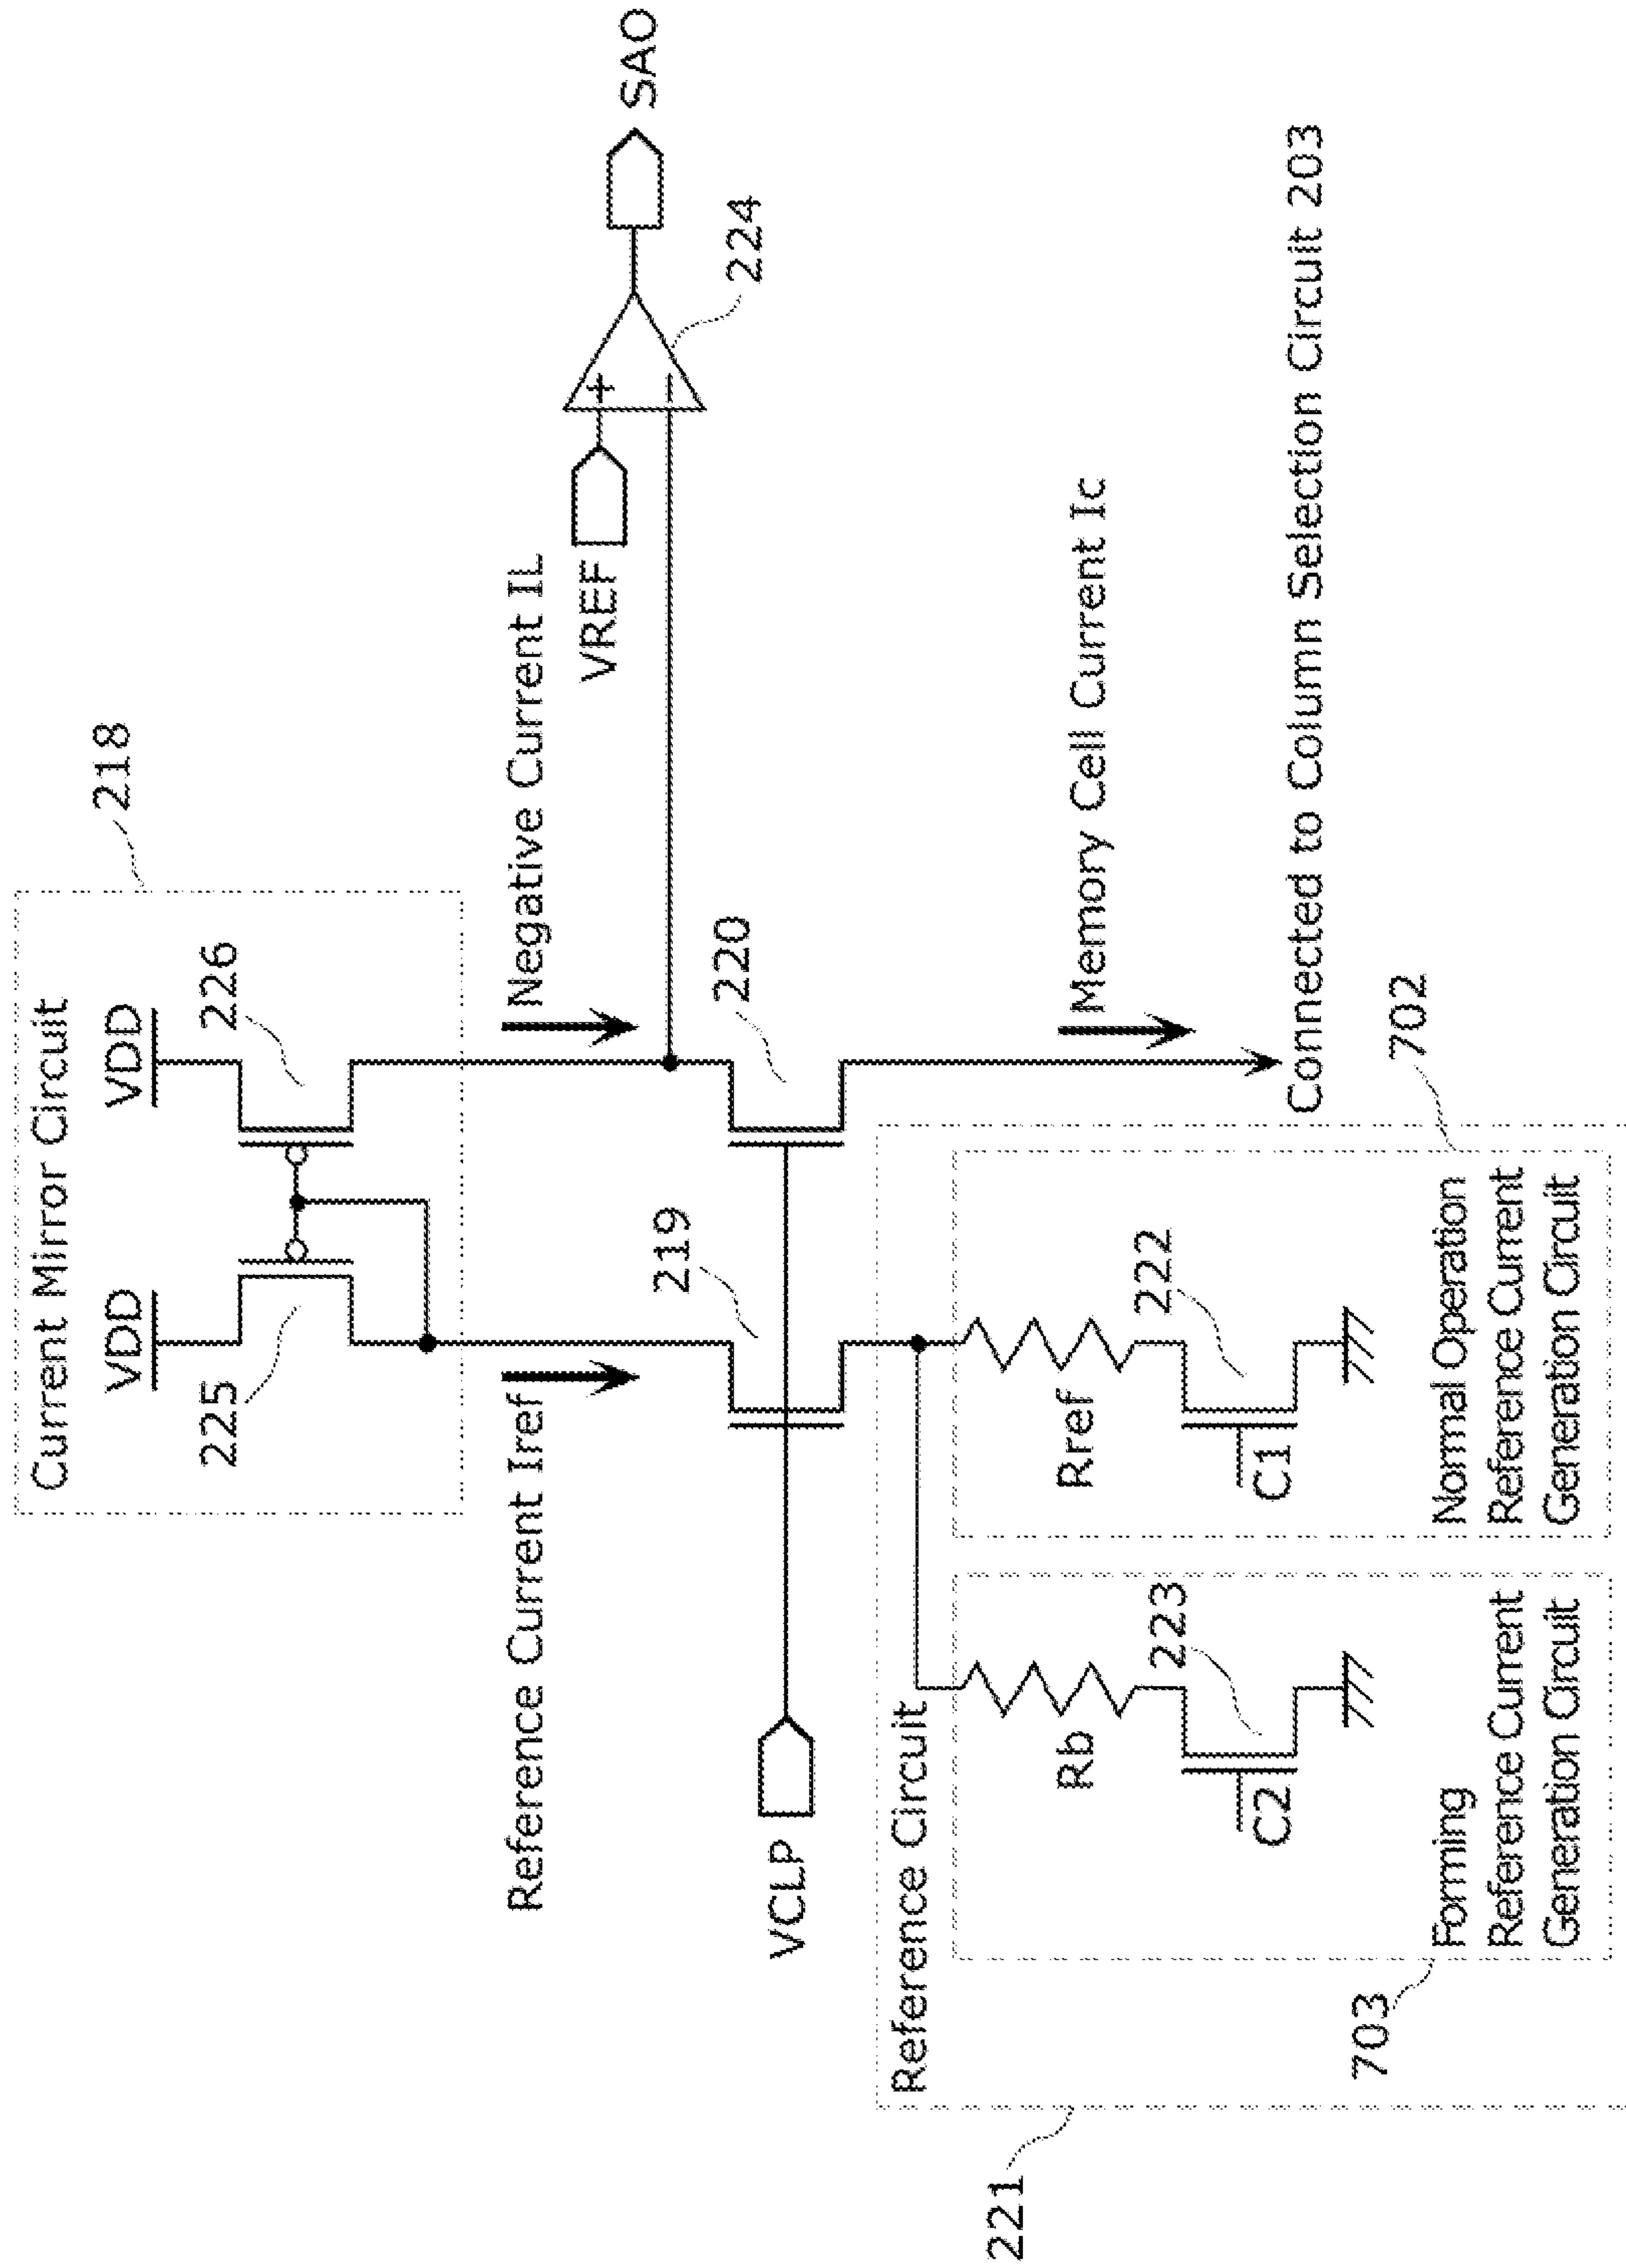 Current Mirror Circuit
218
VDD
VDD
225
226
Reference Current Iref
Negative Current IL
VREF
+
−
SAO
224
219
220
VCLP
Memory Cell Current Ic
Connected to Column Selection Circuit 203
Reference Circuit
221
Rb
223
C2
Forming
Reference Current
Generation Circuit
703
Rref
222
C1
Normal Operation
Reference Current
Generation Circuit
702